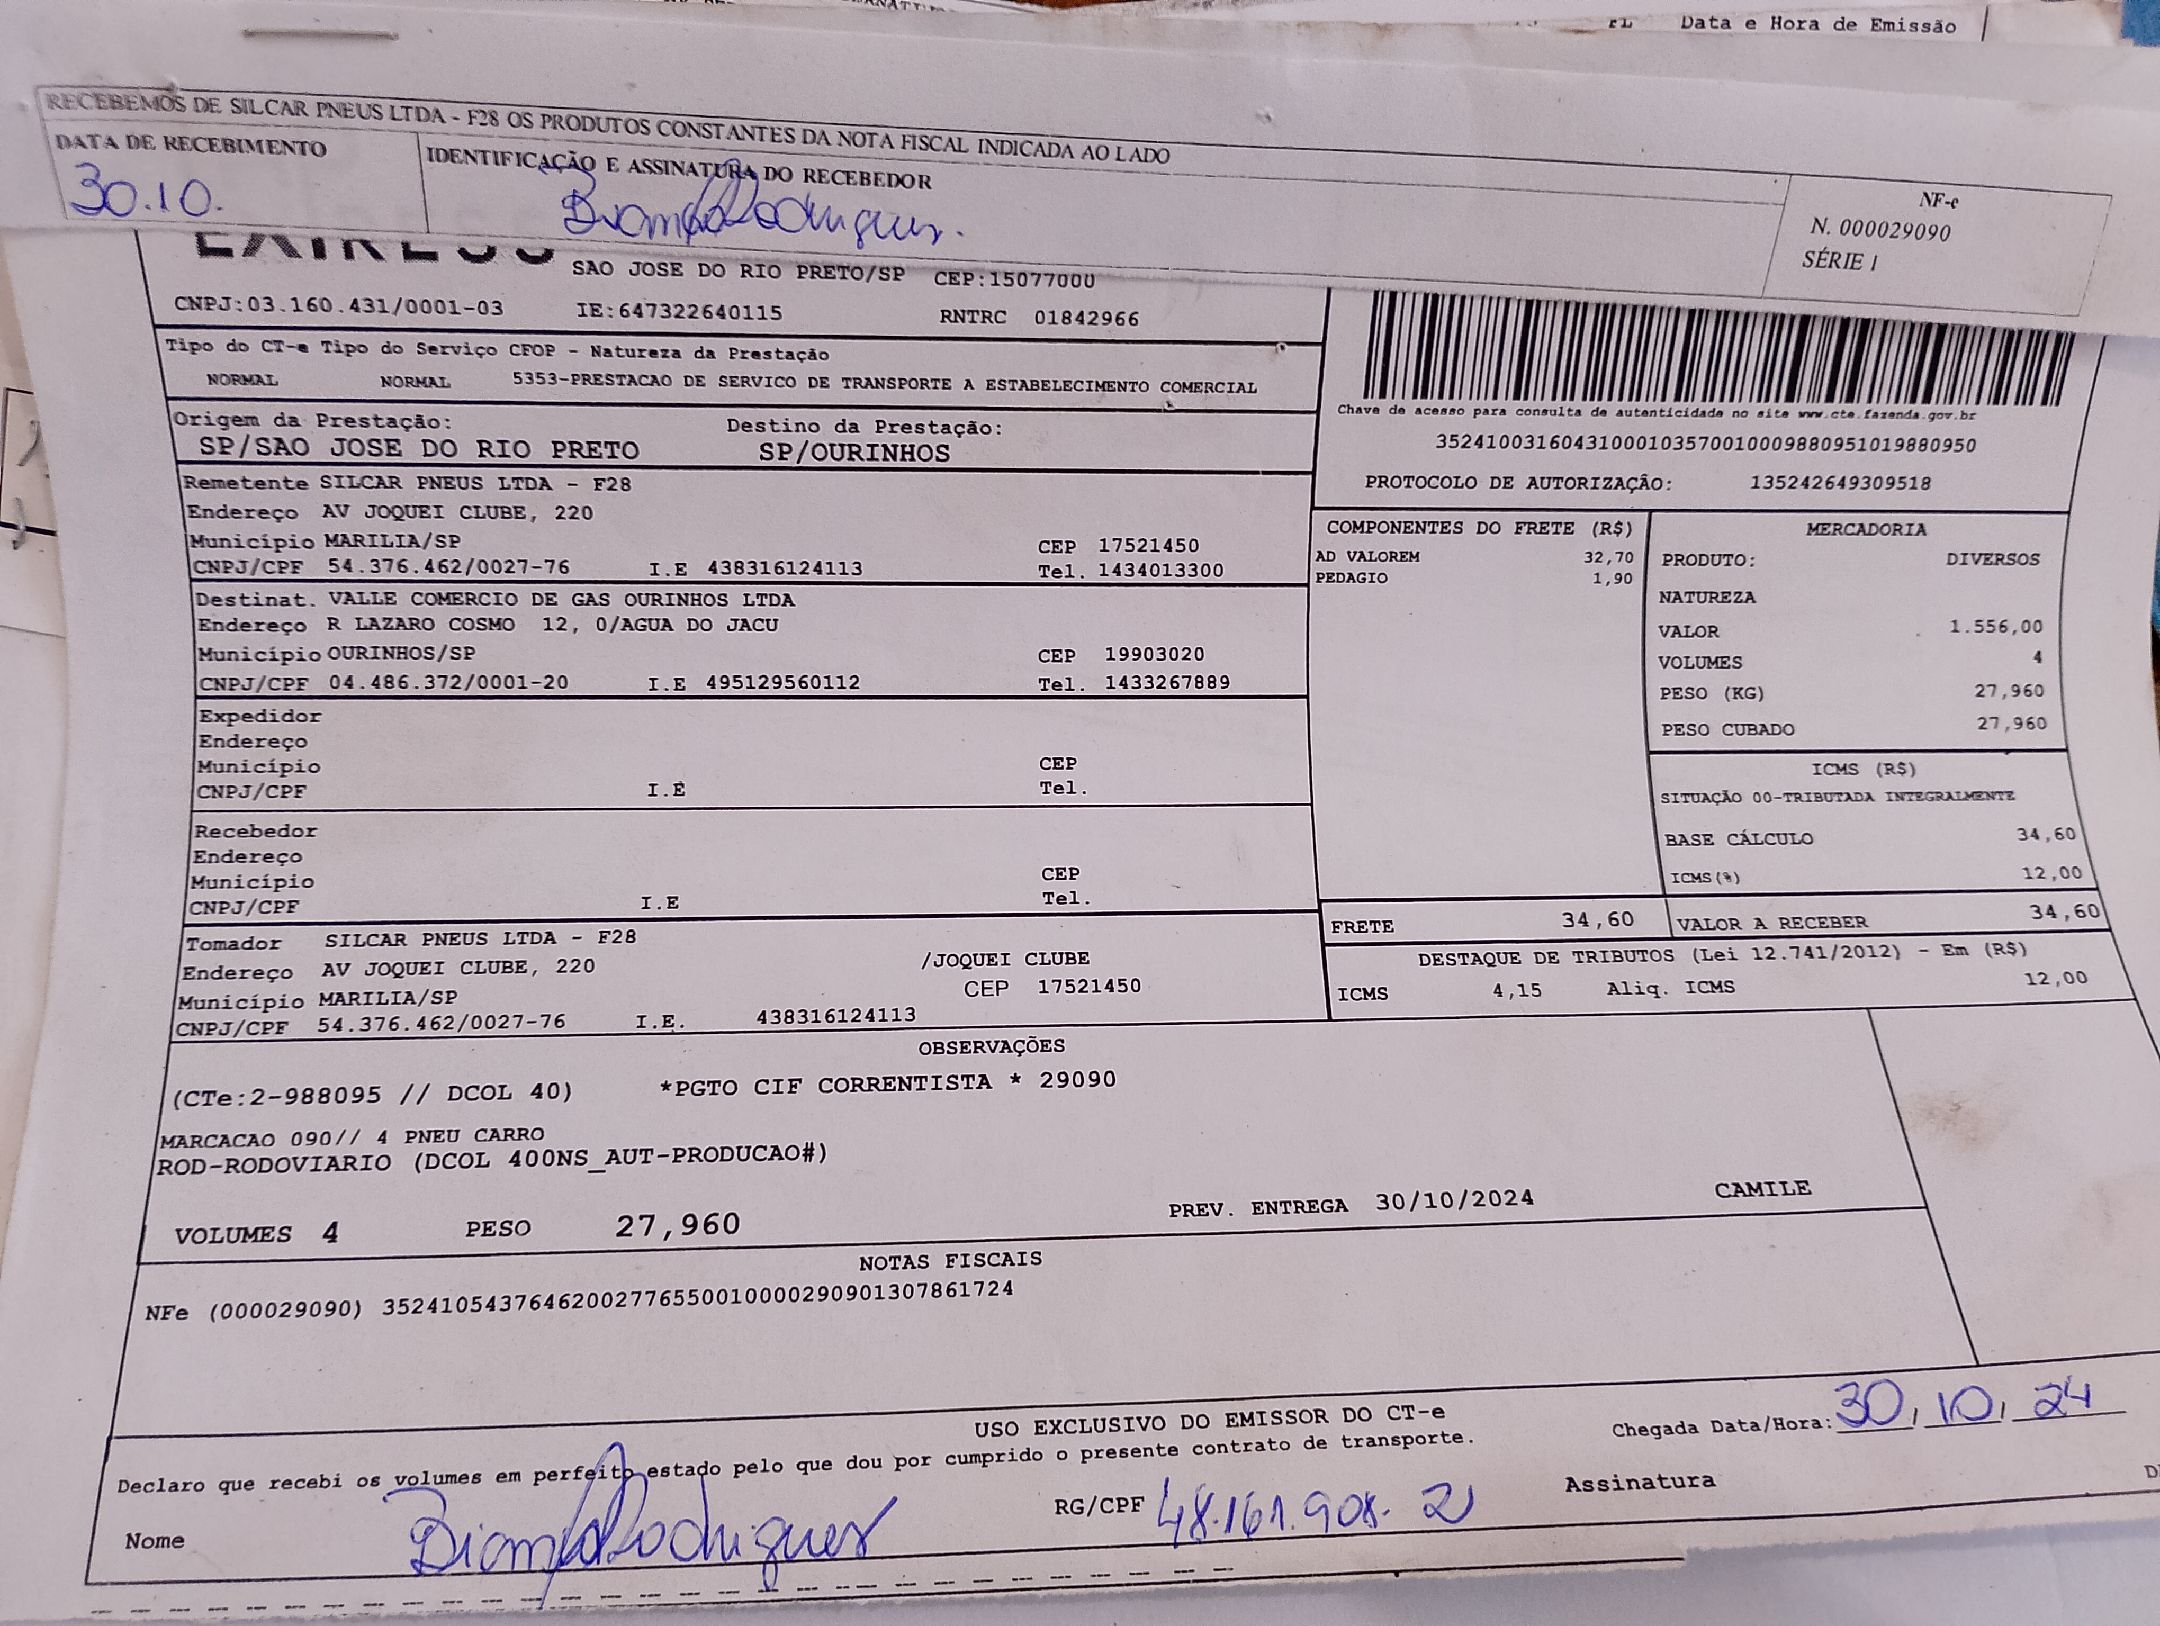 Data e Hora de Emissão
RECEBEMOS DE SILCAR PNEUS LTDA - F28 OS PRODUTOS CONSTANTES DA NOTA FISCAL INDICADA AO LADO
DATA DE RECEBIMENTO
IDENTIFICAÇÃO E ASSINATURA DO RECEBEDOR
30.10.
Rodrigues.
NF-e
N. 000029090
SÉRIE 1
SAO JOSE DO RIO PRETO/SP CEP:15077000
CNPJ:03.160.431/0001-03 IE:647322640115 RNTRC 01842966
Tipo do CT-e Tipo do Serviço CFOP - Natureza da Prestação
NORMAL NORMAL 5353-PRESTACAO DE SERVICO DE TRANSPORTE A ESTABELECIMENTO COMERCIAL
Origem da Prestação: Destino da Prestação:
SP/SAO JOSE DO RIO PRETO SP/OURINHOS
Chave de acesso para consulta de autenticidade no site www.cte.fazenda.gov.br
35241003160431000103570010009880951019880950
PROTOCOLO DE AUTORIZAÇÃO: 135242649309518
Remetente SILCAR PNEUS LTDA - F28
Endereço AV JOQUEI CLUBE, 220
Município MARILIA/SP CEP 17521450
CNPJ/CPF 54.376.462/0027-76 I.E 438316124113 Tel. 1434013300
Destinat. VALLE COMERCIO DE GAS OURINHOS LTDA
Endereço R LAZARO COSMO 12, 0/AGUA DO JACU
Município OURINHOS/SP CEP 19903020
CNPJ/CPF 04.486.372/0001-20 I.E 495129560112 Tel. 1433267889
Expedidor
Endereço
Município CEP
CNPJ/CPF I.E Tel.
Recebedor
Endereço
Município CEP
CNPJ/CPF I.E Tel.
Tomador SILCAR PNEUS LTDA - F28
Endereço AV JOQUEI CLUBE, 220 /JOQUEI CLUBE
Município MARILIA/SP CEP 17521450
CNPJ/CPF 54.376.462/0027-76 I.E. 438316124113
COMPONENTES DO FRETE (R$)
AD VALOREM 32,70
PEDAGIO 1,90
MERCADORIA
PRODUTO: DIVERSOS
NATUREZA
VALOR 1.556,00
VOLUMES 4
PESO (KG) 27,960
PESO CUBADO 27,960
ICMS (R$)
SITUAÇÃO 00-TRIBUTADA INTEGRALMENTE
BASE CÁLCULO 34,60
ICMS(%) 12,00
FRETE 34,60 VALOR A RECEBER 34,60
DESTAQUE DE TRIBUTOS (Lei 12.741/2012) - Em (R$)
ICMS 4,15 Aliq. ICMS 12,00
OBSERVAÇÕES
(CTe:2-988095 // DCOL 40) *PGTO CIF CORRENTISTA * 29090
MARCACAO 090// 4 PNEU CARRO
ROD-RODOVIARIO (DCOL 400NS_AUT-PRODUCAO#)
VOLUMES 4 PESO 27,960 PREV. ENTREGA 30/10/2024 CAMILE
NOTAS FISCAIS
NFe (000029090) 35241054376462002776550010000290901307861724
USO EXCLUSIVO DO EMISSOR DO CT-e
Declaro que recebi os volumes em perfeito estado pelo que dou por cumprido o presente contrato de transporte.
Chegada Data/Hora: 30, 10, 24
Nome Rodrigues RG/CPF 48.161.908. 2 Assinatura